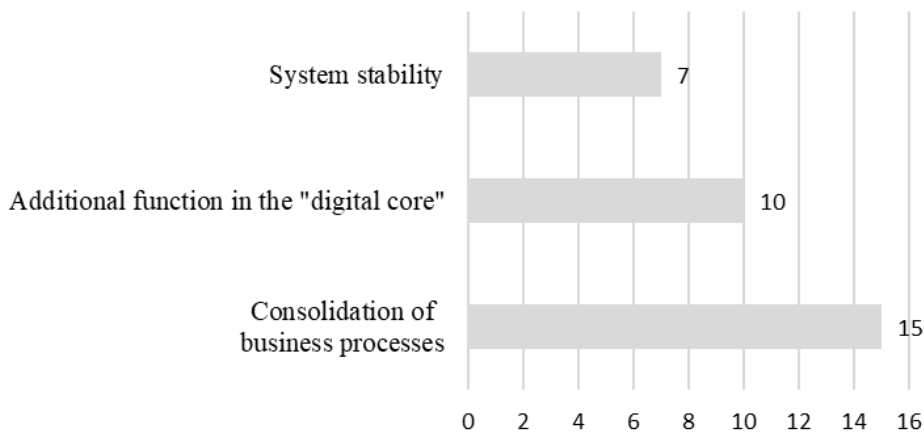 System stability
7
Additional function in the "digital core"
10
Consolidation of
business processes
15
0 2 4 6 8 10 12 14 16